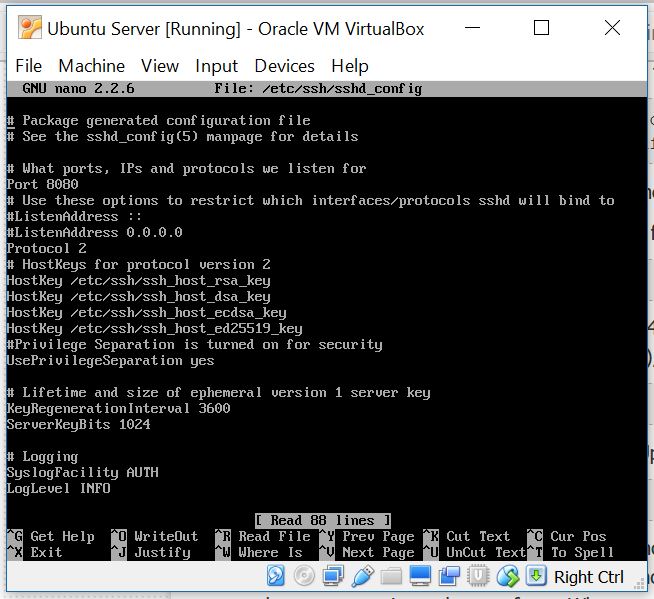 Ubuntu Server [Running] - Oracle VM VirtualBox
File Machine View Input Devices Help
GNU nano 2.2.6 File: /etc/ssh/sshd_config
# Package generated configuration file
# See the sshd_config(5) manpage for details
# What ports, IPs and protocols we listen for
Port 8080
# Use these options to restrict which interfaces/protocols sshd will bind to
#ListenAddress ::
#ListenAddress 0.0.0.0
Protocol 2
# HostKeys for protocol version 2
HostKey /etc/ssh/ssh_host_rsa_key
HostKey /etc/ssh/ssh_host_dsa_key
HostKey /etc/ssh/ssh_host_ecdsa_key
HostKey /etc/ssh/ssh_host_ed25519_key
#Privilege Separation is turned on for security
UsePrivilegeSeparation yes
# Lifetime and size of ephemeral version 1 server key
KeyRegenerationInterval 3600
ServerKeyBits 1024
# Logging
SyslogFacility AUTH
LogLevel INFO
[ Read 88 lines ]
^G Get Help ^O WriteOut ^R Read File ^Y Prev Page ^K Cut Text ^C Cur Pos
^X Exit ^J Justify ^W Where Is ^V Next Page ^U UnCut Text ^T To Spell
Right Ctrl